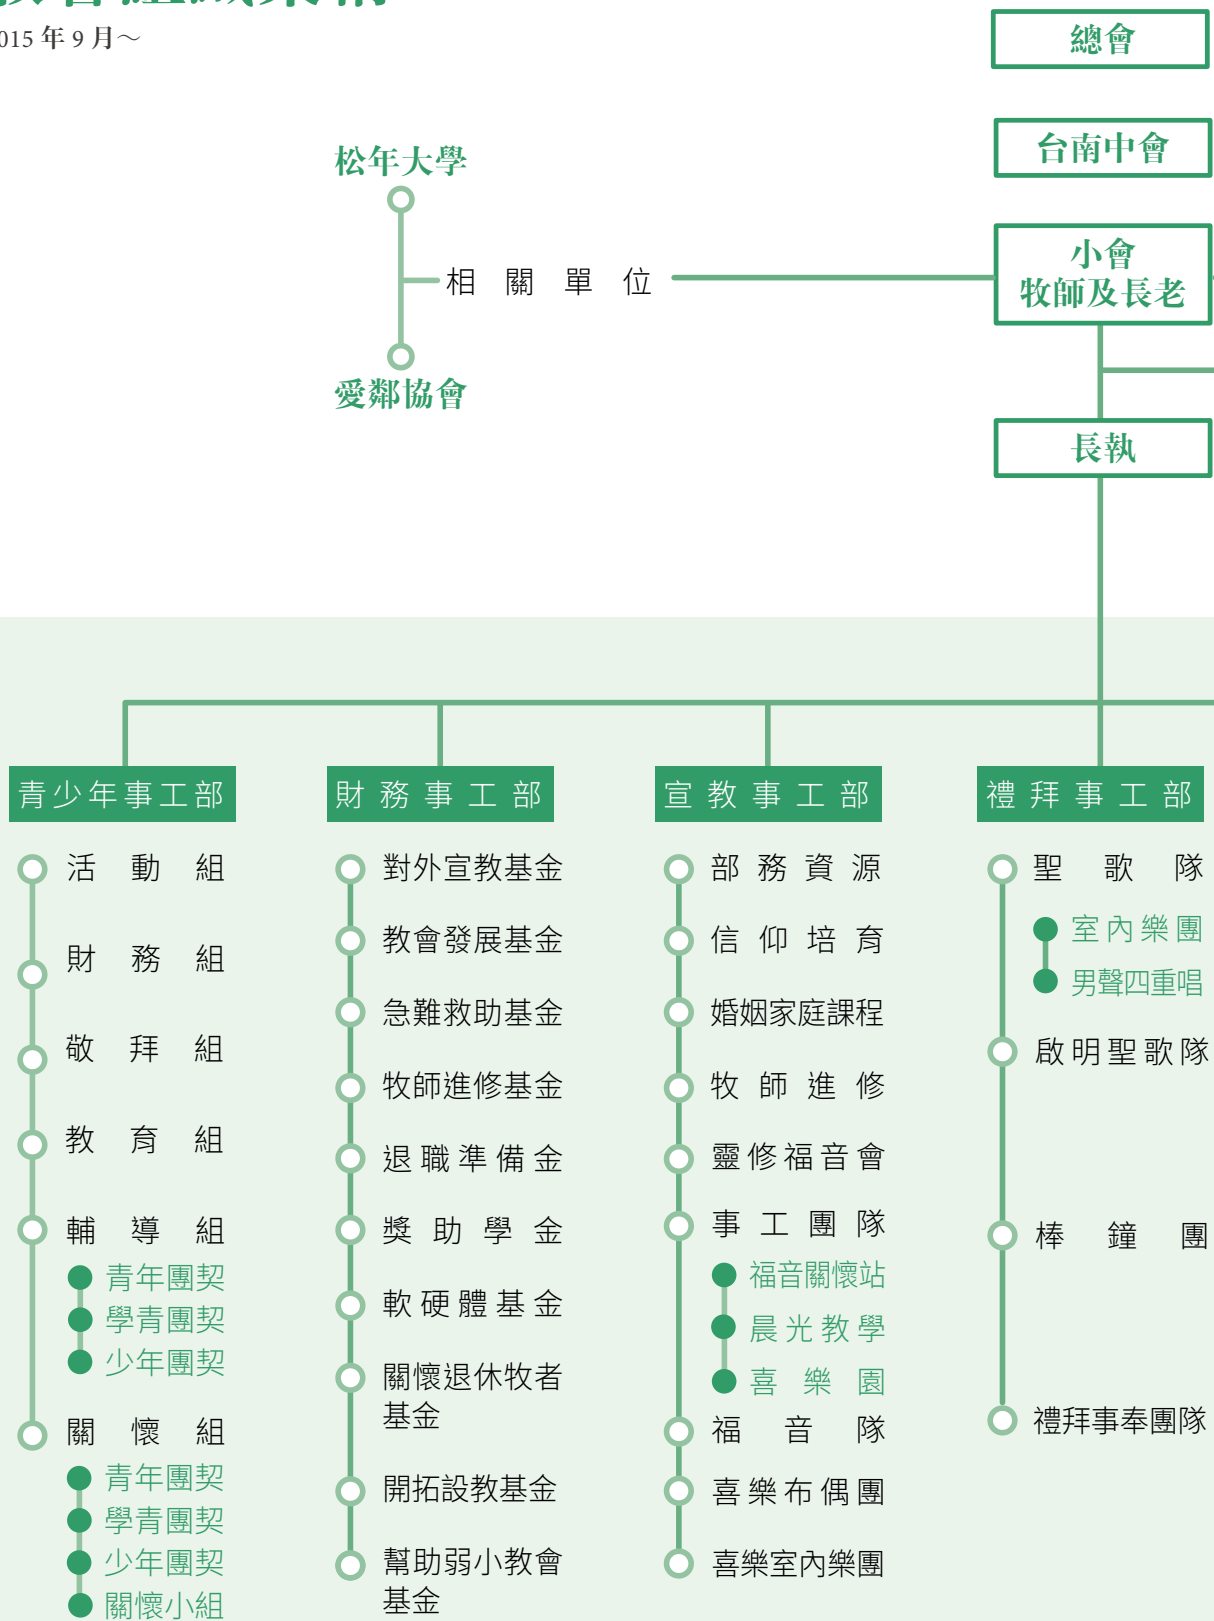 015 年 9 月～
總會
台南中會
松年大學
小會
牧師及長老
相關單位
愛鄰協會
長執
青少年事工部
活動組
財務組
敬拜組
教育組
輔導組
青年團契
學青團契
少年團契
關懷組
青年團契
學青團契
少年團契
關懷小組
財務事工部
對外宣教基金
教會發展基金
急難救助基金
牧師進修基金
退職準備金
獎助學金
軟硬體基金
關懷退休牧者
基金
開拓設教基金
幫助弱小教會
基金
宣教事工部
部務資源
信仰培育
婚姻家庭課程
牧師進修
靈修福音會
事工團隊
福音關懷站
晨光教學
喜樂園
福音隊
喜樂布偶團
喜樂室內樂團
禮拜事工部
聖歌隊
室內樂團
男聲四重唱
啟明聖歌隊
棒鐘團
禮拜事奉團隊